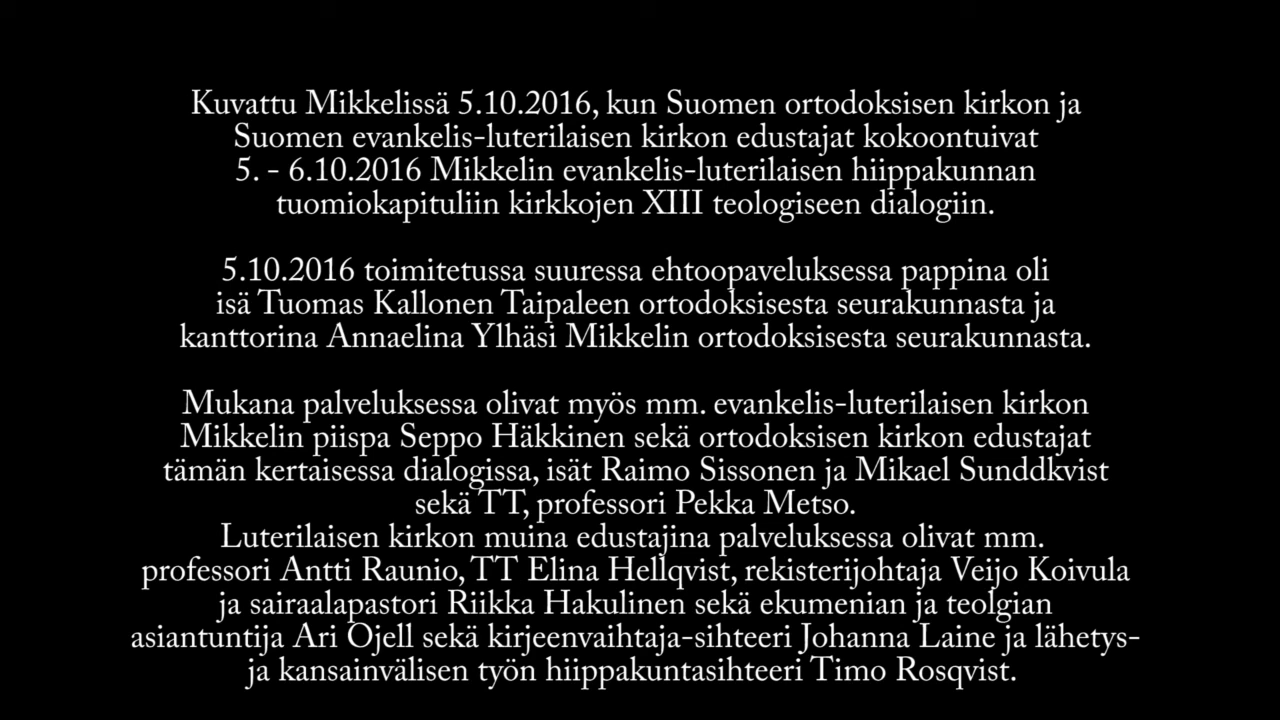 Kuvattu Mikkelissä 5.10.2016, kun Suomen ortodoksisen kirkon ja
Suomen evankelis-luterilaisen kirkon edustajat kokoontuivat
5. - 6.10.2016 Mikkelin evankelis-luterilaisen hiippakunnan
tuomiokapituliin kirkkojen XIII teologiseen dialogiin.
5.10.2016 toimitetussa suuressa ehtoopaveluksessa pappina oli
isä Tuomas Kallonen Taipaleen ortodoksisesta seurakunnasta ja
kanttorina Annaelina Ylhäsi Mikkelin ortodoksisesta seurakunnasta.
Mukana palveluksessa olivat myös mm. evankelis-luterilaisen kirkon
Mikkelin piispa Seppo Häkkinen sekä ortodoksisen kirkon edustajat
tämän kertaisessa dialogissa, isät Raimo Sissonen ja Mikael Sunddkvist
sekä TT, professori Pekka Metso.
Luterilaisen kirkon muina edustajina palveluksessa olivat mm.
professori Antti Raunio, TT Elina Hellqvist, rekisterijohtaja Veijo Koivula
ja sairaalapastori Riikka Hakulinen sekä ekumenian ja teolgian
asiantuntija Ari Ojell sekä kirjeenvaihtaja-sihteeri Johanna Laine ja lähetys-
ja kansainvälisen työn hiippakuntasihteeri Timo Rosqvist.